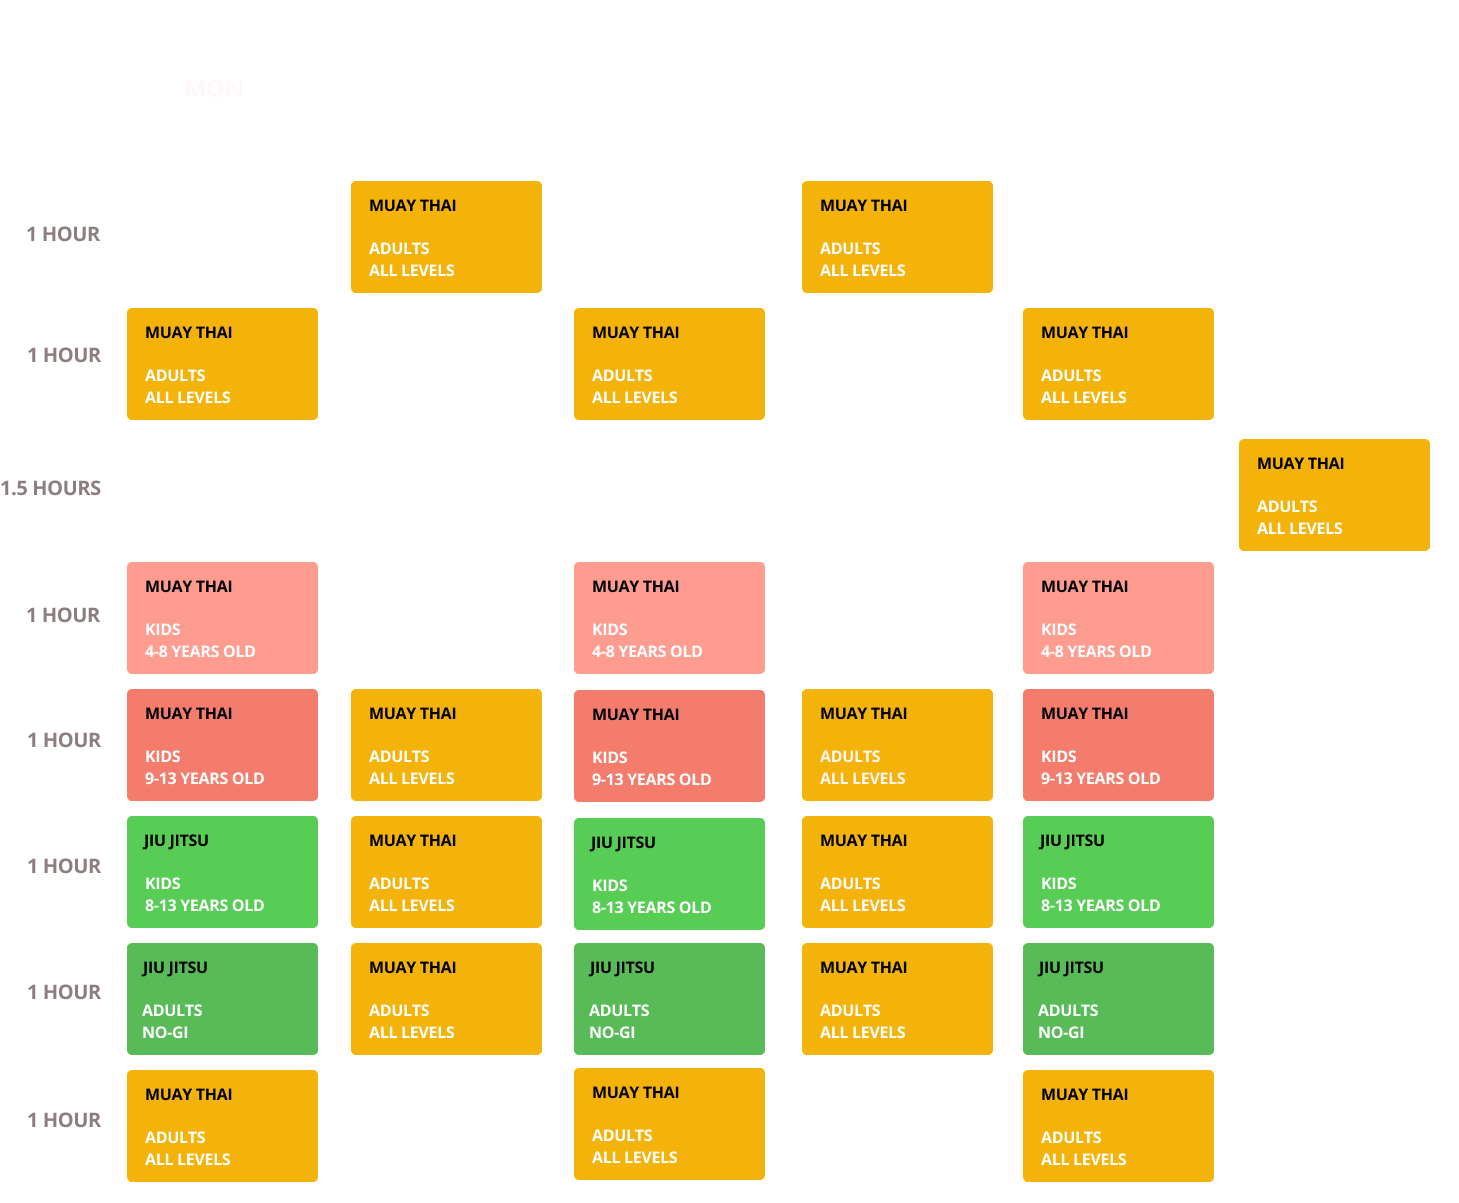 MON
1 HOUR
MUAY THAI
ADULTS
ALL LEVELS
MUAY THAI
ADULTS
ALL LEVELS
1 HOUR
MUAY THAI
ADULTS
ALL LEVELS
MUAY THAI
ADULTS
ALL LEVELS
MUAY THAI
ADULTS
ALL LEVELS
1.5 HOURS
MUAY THAI
ADULTS
ALL LEVELS
1 HOUR
MUAY THAI
KIDS
4-8 YEARS OLD
MUAY THAI
KIDS
4-8 YEARS OLD
MUAY THAI
KIDS
4-8 YEARS OLD
1 HOUR
MUAY THAI
KIDS
9-13 YEARS OLD
MUAY THAI
ADULTS
ALL LEVELS
MUAY THAI
KIDS
9-13 YEARS OLD
MUAY THAI
ADULTS
ALL LEVELS
MUAY THAI
KIDS
9-13 YEARS OLD
1 HOUR
JIU JITSU
KIDS
8-13 YEARS OLD
MUAY THAI
ADULTS
ALL LEVELS
JIU JITSU
KIDS
8-13 YEARS OLD
MUAY THAI
ADULTS
ALL LEVELS
JIU JITSU
KIDS
8-13 YEARS OLD
1 HOUR
JIU JITSU
ADULTS
NO-GI
MUAY THAI
ADULTS
ALL LEVELS
JIU JITSU
ADULTS
NO-GI
MUAY THAI
ADULTS
ALL LEVELS
JIU JITSU
ADULTS
NO-GI
1 HOUR
MUAY THAI
ADULTS
ALL LEVELS
MUAY THAI
ADULTS
ALL LEVELS
MUAY THAI
ADULTS
ALL LEVELS